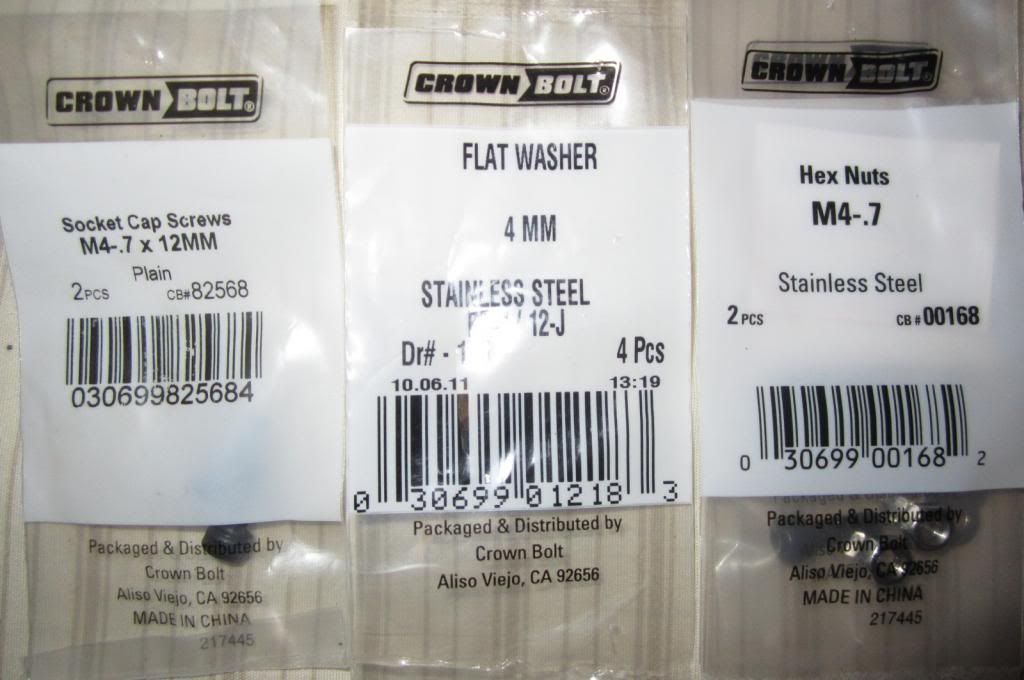 CROWN BOLT®
Socket Cap Screws
M4-.7 x 12MM
Plain
2PCS CB#82568
030699825684
Packaged & Distributed by
Crown Bolt
Aliso Viejo, CA 92656
MADE IN CHINA
217445
CROWN BOLT®
FLAT WASHER
4 MM
STAINLESS STEEL
12-J
Dr# - 4 Pcs
10.06.11 13:19
0 30699 01218 3
Packaged & Distributed by
Crown Bolt
Aliso Viejo, CA 92656
CROWN BOLT®
Hex Nuts
M4-.7
Stainless Steel
2 PCS CB # 00168
0 30699 00168 2
Packaged & Distributed by
Crown Bolt
Aliso Viejo, CA 92656
MADE IN CHINA
217445